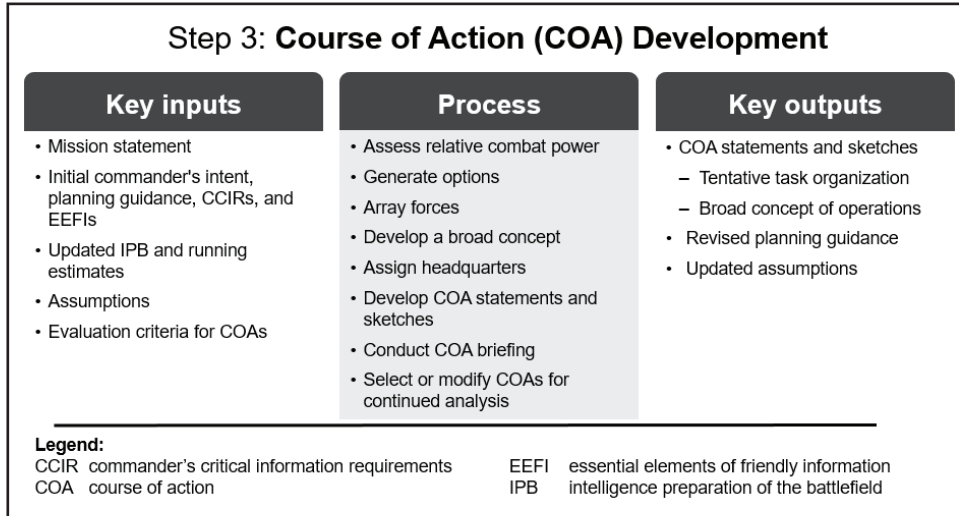 Step 3: Course of Action (COA) Development
Key inputs
• Mission statement
• Initial commander's intent,
planning guidance, CCIRs, and
EEFIs
• Updated IPB and running
estimates
• Assumptions
• Evaluation criteria for COAs
Process
• Assess relative combat power
• Generate options
• Array forces
• Develop a broad concept
• Assign headquarters
• Develop COA statements and
sketches
• Conduct COA briefing
• Select or modify COAs for
continued analysis
Key outputs
• COA statements and sketches
– Tentative task organization
– Broad concept of operations
• Revised planning guidance
• Updated assumptions
Legend:
CCIR commander’s critical information requirements
COA course of action
EEFI essential elements of friendly information
IPB intelligence preparation of the battlefield